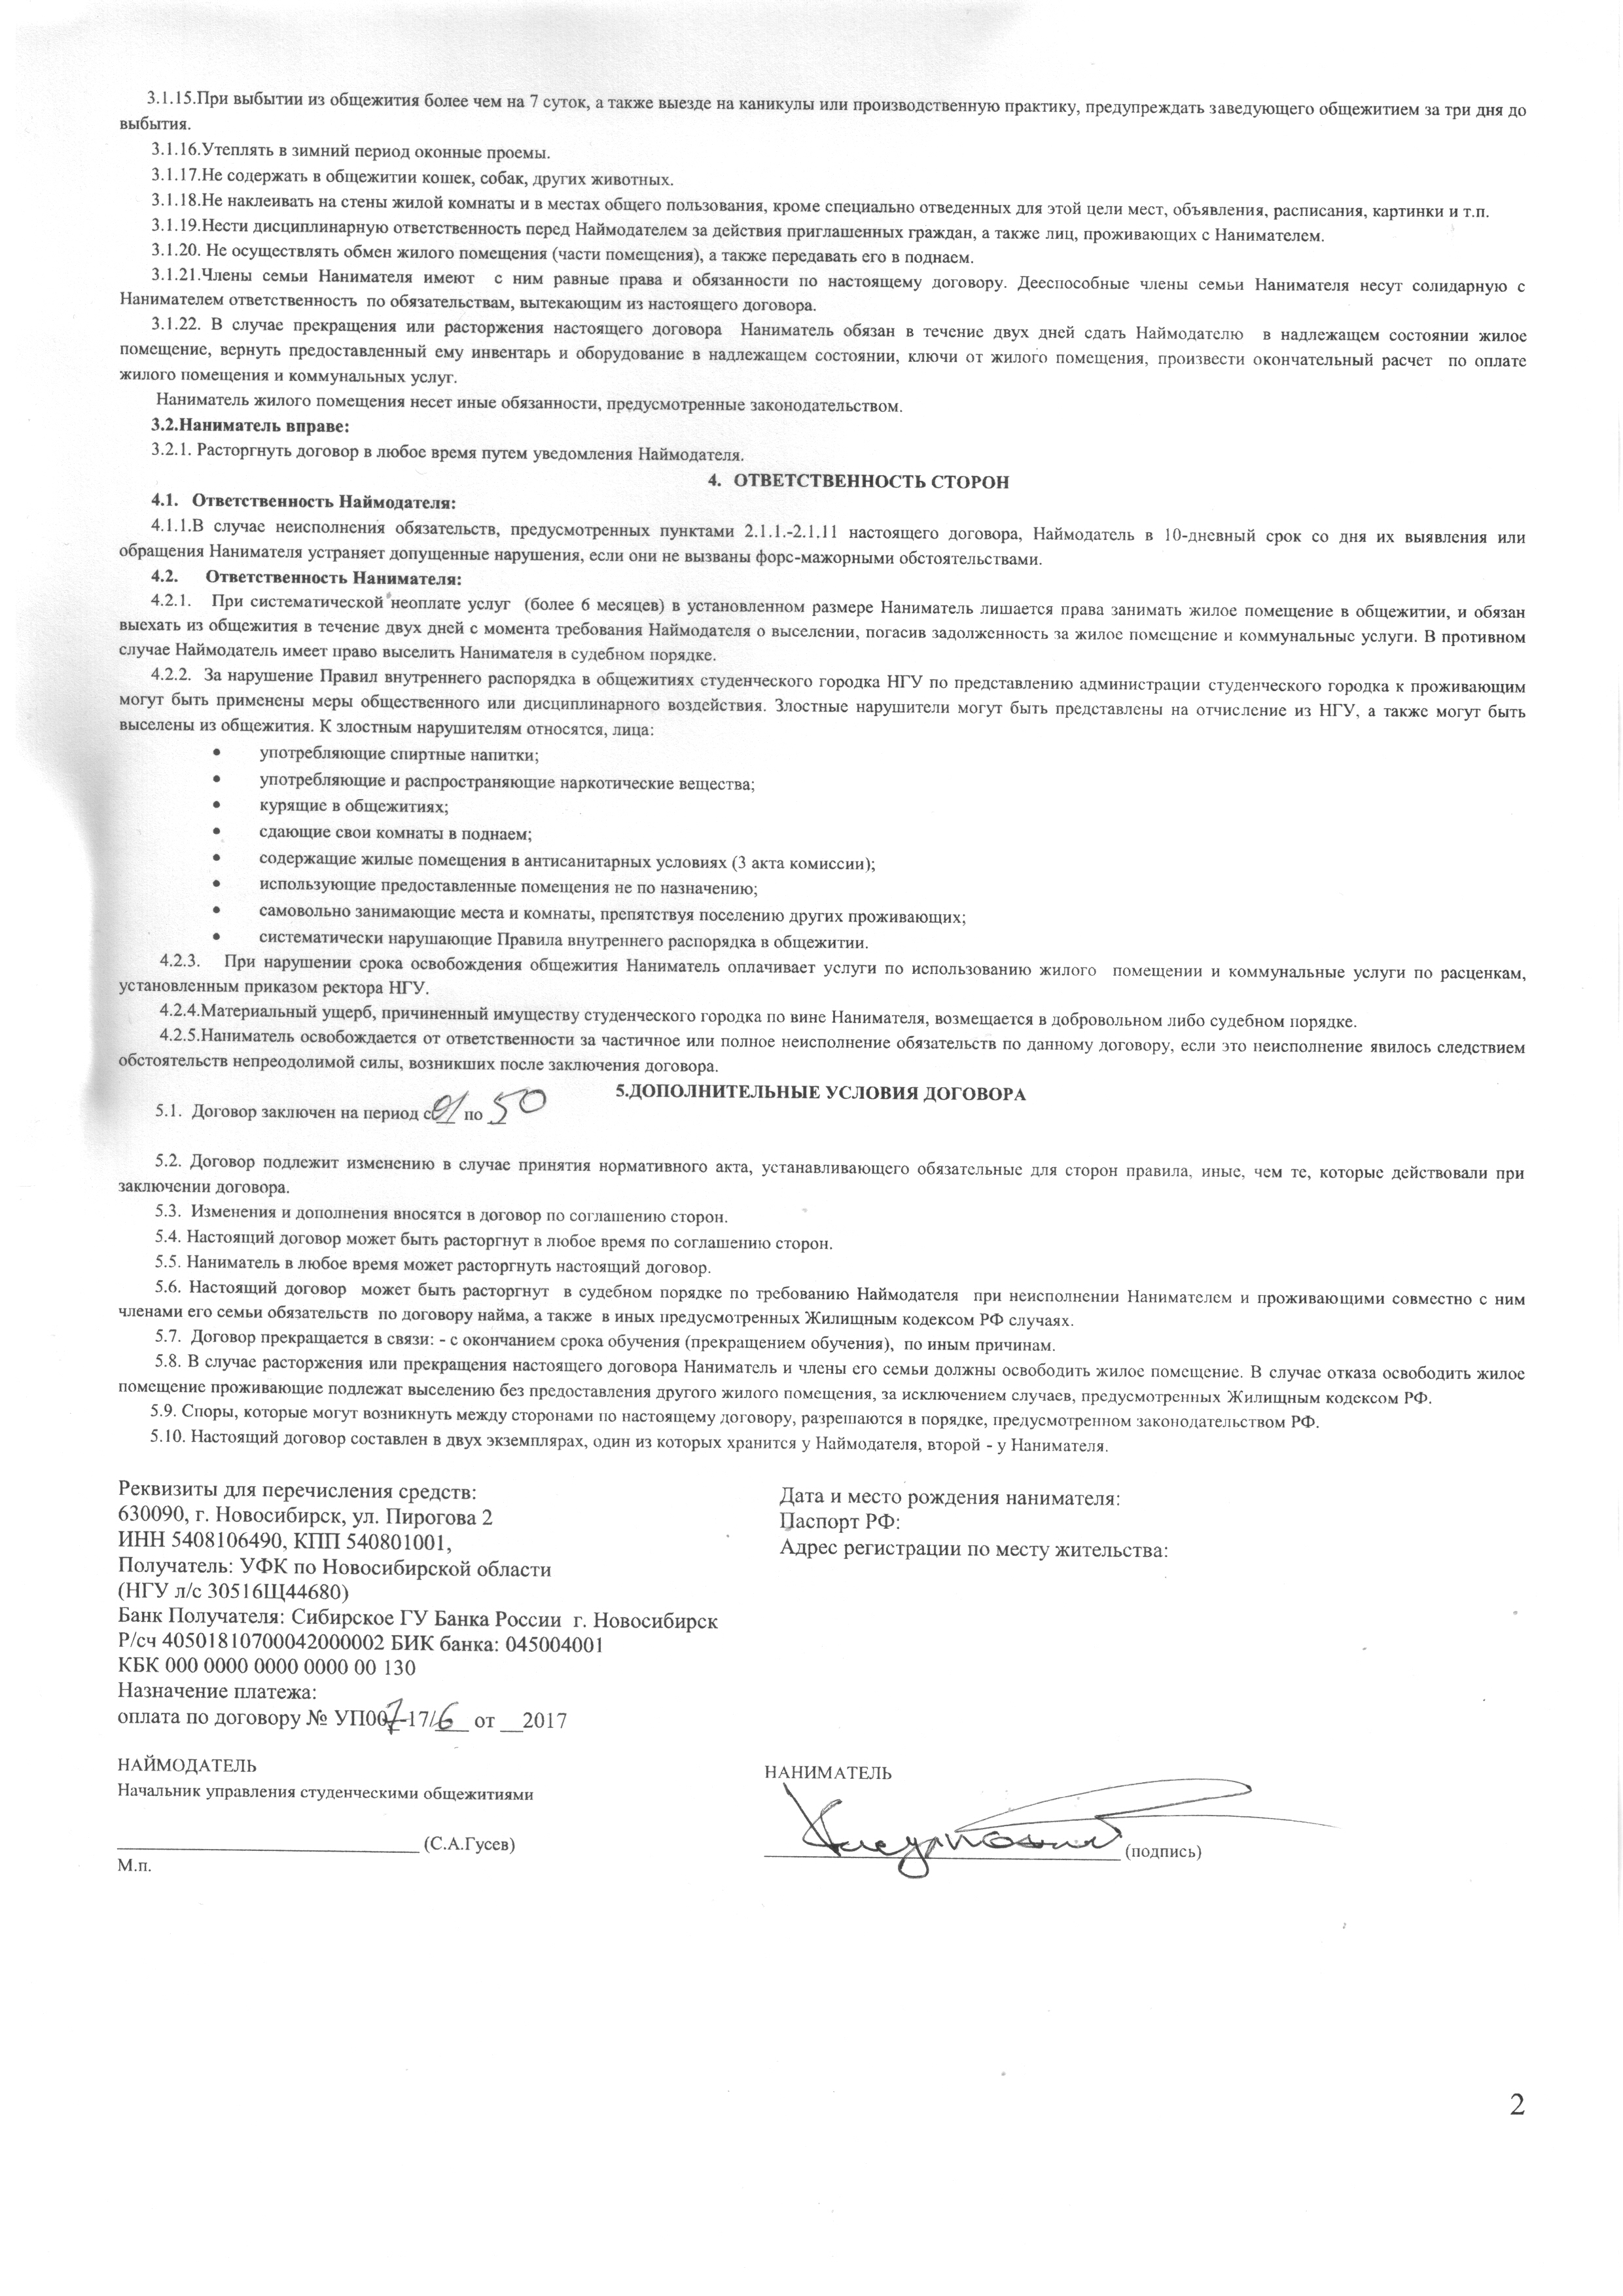 3.1.15.При выбытии из общежития более чем на 7 суток, а также выезде на каникулы или производственную практику, предупреждать заведующего общежитием за три дня до
выбытия.
3.1.16.Утеплять в зимний период оконные проемы.
3.1.17.Не содержать в общежитии кошек, собак, других животных.
3.1.18.Не наклеивать на стены жилой комнаты и в местах общего пользования, кроме специально отведенных для этой цели мест, объявления, расписания, картинки и т.п.
3.1.19.Нести дисциплинарную ответственность перед Наймодателем за действия приглашенных граждан, а также лиц, проживающих с Нанимателем.
3.1.20. Не осуществлять обмен жилого помещения (части помещения), а также передавать его в поднаем.
3.1.21.Члены семьи Нанимателя имеют с ним равные права и обязанности по настоящему договору. Дееспособные члены семьи Нанимателя несут солидарную с
Нанимателем ответственность по обязательствам, вытекающим из настоящего договора.
3.1.22. В случае прекращения или расторжения настоящего договора Наниматель обязан в течение двух дней сдать Наймодателю в надлежащем состоянии жилое
помещение, вернуть предоставленный ему инвентарь и оборудование в надлежащем состоянии, ключи от жилого помещения, произвести окончательный расчет по оплате
жилого помещения и коммунальных услуг.
Наниматель жилого помещения несет иные обязанности, предусмотренные законодательством.
3.2.Наниматель вправе:
3.2.1. Расторгнуть договор в любое время путем уведомления Наймодателя.
4. ОТВЕТСТВЕННОСТЬ СТОРОН
4.1. Ответственность Наймодателя:
4.1.1.В случае неисполнения обязательств, предусмотренных пунктами 2.1.1.-2.1.11 настоящего договора, Наймодатель в 10-дневный срок со дня их выявления или
обращения Нанимателя устраняет допущенные нарушения, если они не вызваны форс-мажорными обстоятельствами.
4.2. Ответственность Нанимателя:
4.2.1. При систематической неоплате услуг (более 6 месяцев) в установленном размере Наниматель лишается права занимать жилое помещение в общежитии, и обязан
выехать из общежития в течение двух дней с момента требования Наймодателя о выселении, погасив задолженность за жилое помещение и коммунальные услуги. В противном
случае Наймодатель имеет право выселить Нанимателя в судебном порядке.
4.2.2. За нарушение Правил внутреннего распорядка в общежитиях студенческого городка НГУ по представлению администрации студенческого городка к проживающим
могут быть применены меры общественного или дисциплинарного воздействия. Злостные нарушители могут быть представлены на отчисление из НГУ, а также могут быть
выселены из общежития. К злостным нарушителям относятся, лица:
• употребляющие спиртные напитки;
• употребляющие и распространяющие наркотические вещества;
• курящие в общежитиях;
• сдающие свои комнаты в поднаем;
• содержащие жилые помещения в антисанитарных условиях (3 акта комиссии);
• использующие предоставленные помещения не по назначению;
• самовольно занимающие места и комнаты, препятствуя поселению других проживающих;
• систематически нарушающие Правила внутреннего распорядка в общежитии.
4.2.3. При нарушении срока освобождения общежития Наниматель оплачивает услуги по использованию жилого помещении и коммунальные услуги по расценкам,
установленным приказом ректора НГУ.
4.2.4.Материальный ущерб, причиненный имуществу студенческого городка по вине Нанимателя, возмещается в добровольном либо судебном порядке.
4.2.5.Наниматель освобождается от ответственности за частичное или полное неисполнение обязательств по данному договору, если это неисполнение явилось следствием
обстоятельств непреодолимой силы, возникших после заключения договора.
5.ДОПОЛНИТЕЛЬНЫЕ УСЛОВИЯ ДОГОВОРА
5.1. Договор заключен на период с 01 по 50
5.2. Договор подлежит изменению в случае принятия нормативного акта, устанавливающего обязательные для сторон правила, иные, чем те, которые действовали при
заключении договора.
5.3. Изменения и дополнения вносятся в договор по соглашению сторон.
5.4. Настоящий договор может быть расторгнут в любое время по соглашению сторон.
5.5. Наниматель в любое время может расторгнуть настоящий договор.
5.6. Настоящий договор может быть расторгнут в судебном порядке по требованию Наймодателя при неисполнении Нанимателем и проживающими совместно с ним
членами его семьи обязательств по договору найма, а также в иных предусмотренных Жилищным кодексом РФ случаях.
5.7. Договор прекращается в связи: - с окончанием срока обучения (прекращением обучения), по иным причинам.
5.8. В случае расторжения или прекращения настоящего договора Наниматель и члены его семьи должны освободить жилое помещение. В случае отказа освободить жилое
помещение проживающие подлежат выселению без предоставления другого жилого помещения, за исключением случаев, предусмотренных Жилищным кодексом РФ.
5.9. Споры, которые могут возникнуть между сторонами по настоящему договору, разрешаются в порядке, предусмотренном законодательством РФ.
5.10. Настоящий договор составлен в двух экземплярах, один из которых хранится у Наймодателя, второй - у Нанимателя.
Реквизиты для перечисления средств:
630090, г. Новосибирск, ул. Пирогова 2
ИНН 5408106490, КПП 540801001,
Получатель: УФК по Новосибирской области
(НГУ л/с 30516Щ44680)
Банк Получателя: Сибирское ГУ Банка России г. Новосибирск
Р/сч 40501810700042000002 БИК банка: 045004001
КБК 000 0000 0000 0000 00 130
Назначение платежа:
оплата по договору № УП007-17/6 от __2017
Дата и место рождения нанимателя:
Паспорт РФ:
Адрес регистрации по месту жительства:
НАЙМОДАТЕЛЬ
Начальник управления студенческими общежитиями
(С.А.Гусев)
М.п.
НАНИМАТЕЛЬ
(подпись)
2